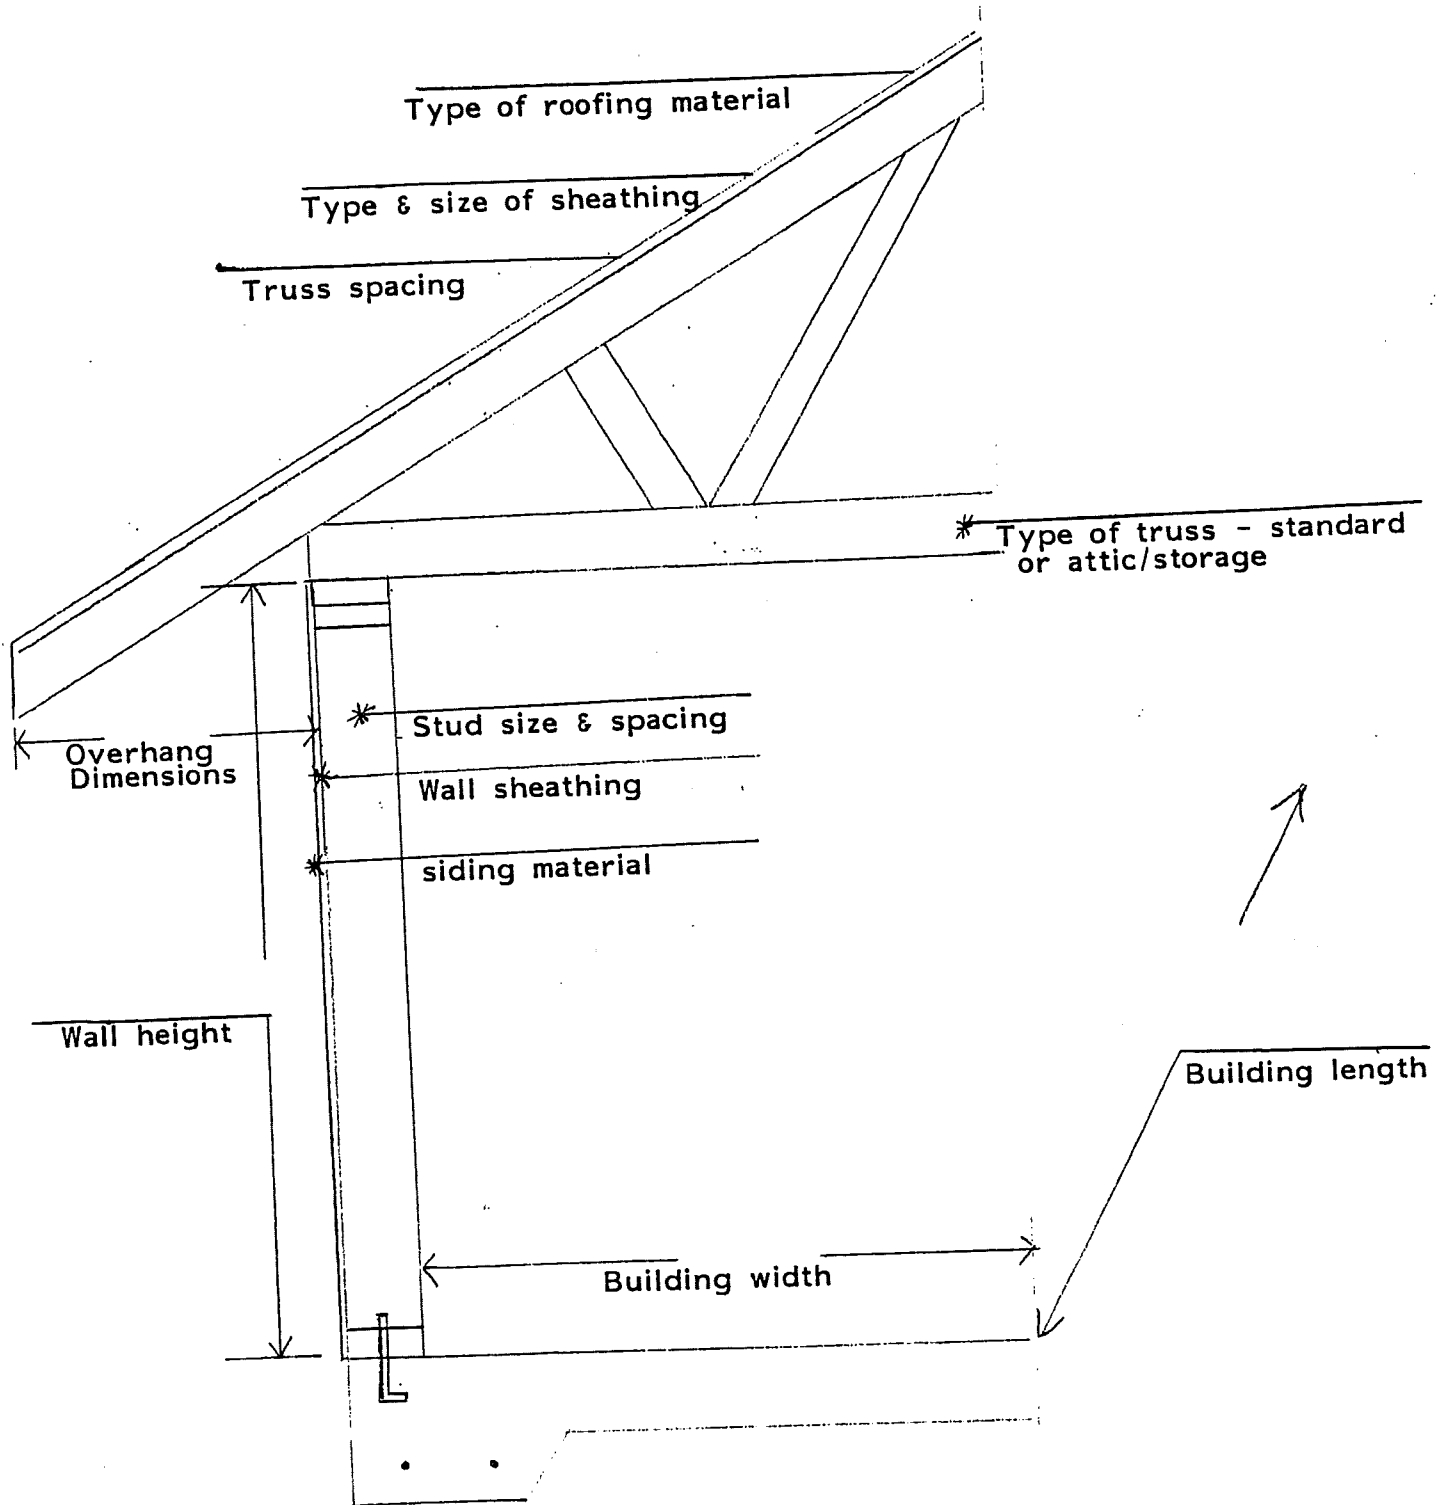 Type of roofing material
Type & size of sheathing
Truss spacing
Type of truss - standard
or attic/storage
Stud size & spacing
Overhang
Dimensions
Wall sheathing
siding material
Wall height
Building length
Building width